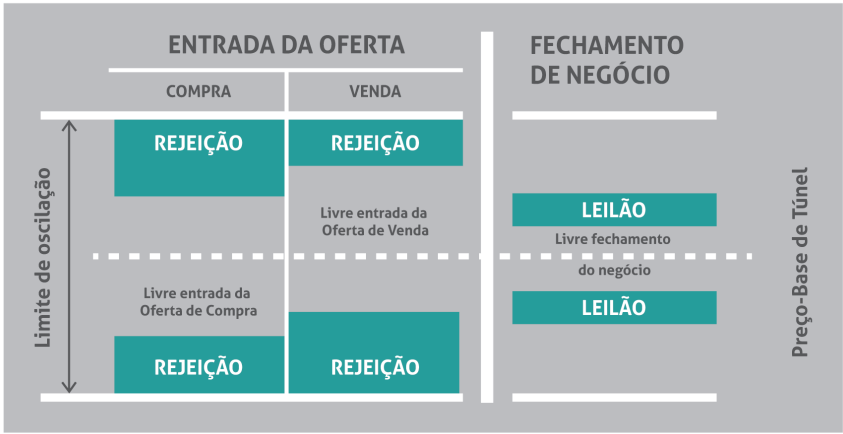 ENTRADA DA OFERTA
COMPRA
VENDA
FECHAMENTO
DE NEGÓCIO
Limite de oscilação
REJEIÇÃO
REJEIÇÃO
Livre entrada da
Oferta de Venda
Livre entrada da
Oferta de Compra
REJEIÇÃO
REJEIÇÃO
LEILÃO
Livre fechamento
do negócio
LEILÃO
Preço-Base de Túnel